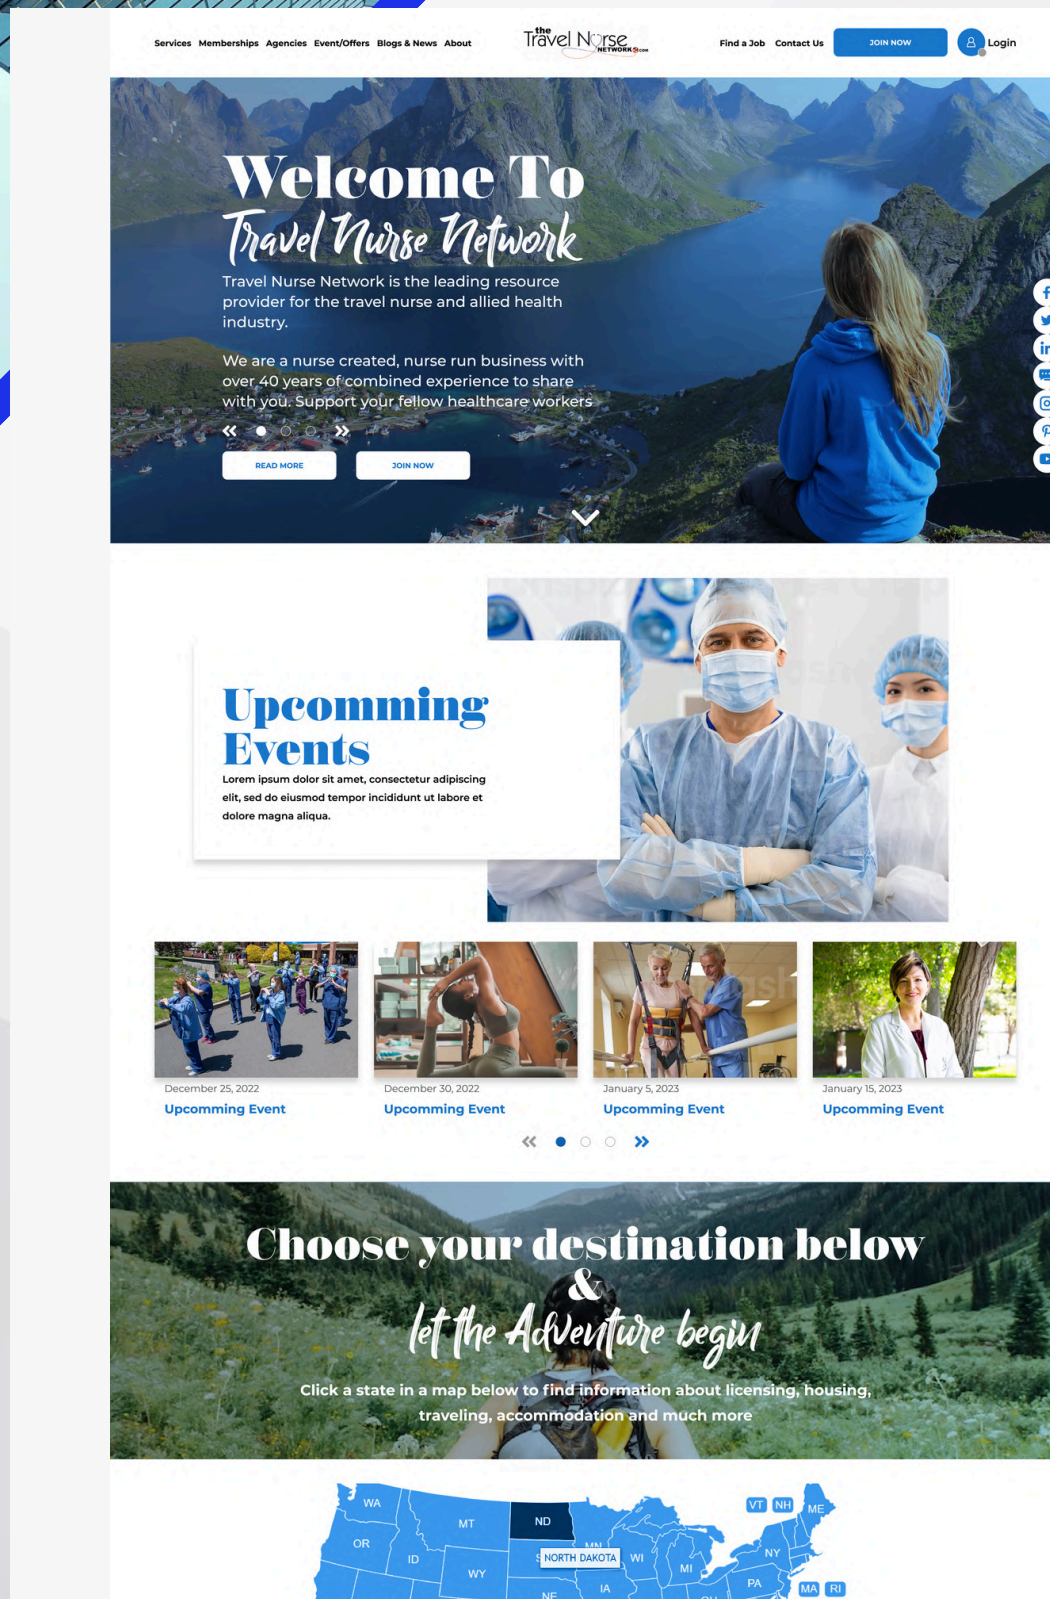 Services Memberships Agencies Event/Offers Blogs & News About
the
Travel Nurse
NETWORK.COM
Find a Job Contact Us JOIN NOW Login
Welcome To
Travel Nurse Network
Travel Nurse Network is the leading resource
provider for the travel nurse and allied health
industry.
We are a nurse created, nurse run business with
over 40 years of combined experience to share
with you. Support your fellow healthcare workers
READ MORE JOIN NOW
Upcomming
Events
Lorem ipsum dolor sit amet, consectetur adipiscing
elit, sed do eiusmod tempor incididunt ut labore et
dolore magna aliqua.
December 25, 2022 December 30, 2022 January 5, 2023 January 15, 2023
Upcomming Event Upcomming Event Upcomming Event Upcomming Event
Choose your destination below
&
let the Adventure begin
Click a state in a map below to find information about licensing, housing,
traveling, accommodation and much more
WA VT NH ME
MT ND
OR MN NY
ID NORTH DAKOTA WI MI
WY PA
NE IA MA RI
OH